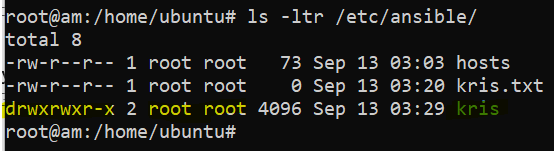 root@am:/home/ubuntu# ls -ltr /etc/ansible/
total 8
-rw-r--r-- 1 root root   73 Sep 13 03:03 hosts
-rw-r--r-- 1 root root    0 Sep 13 03:20 kris.txt
drwxrwxr-x 2 root root 4096 Sep 13 03:29 kris
root@am:/home/ubuntu#